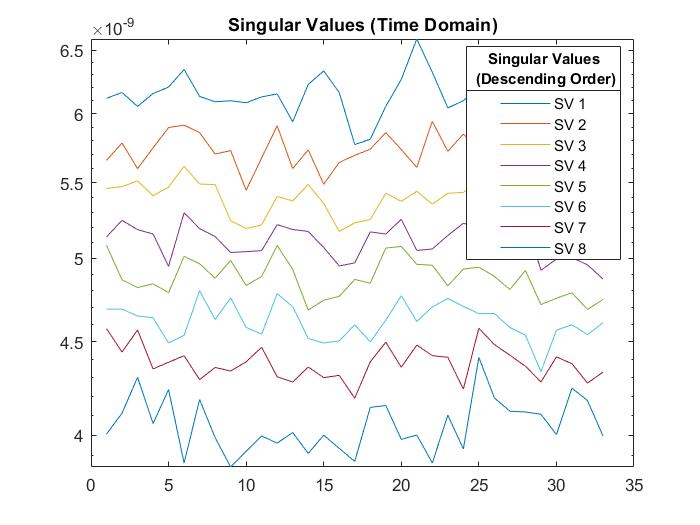 Singular Values (Time Domain)
×10⁻⁹
6.5
6
5.5
5
4.5
4
0 5 10 15 20 25 30 35
Singular Values
(Descending Order)
SV 1
SV 2
SV 3
SV 4
SV 5
SV 6
SV 7
SV 8